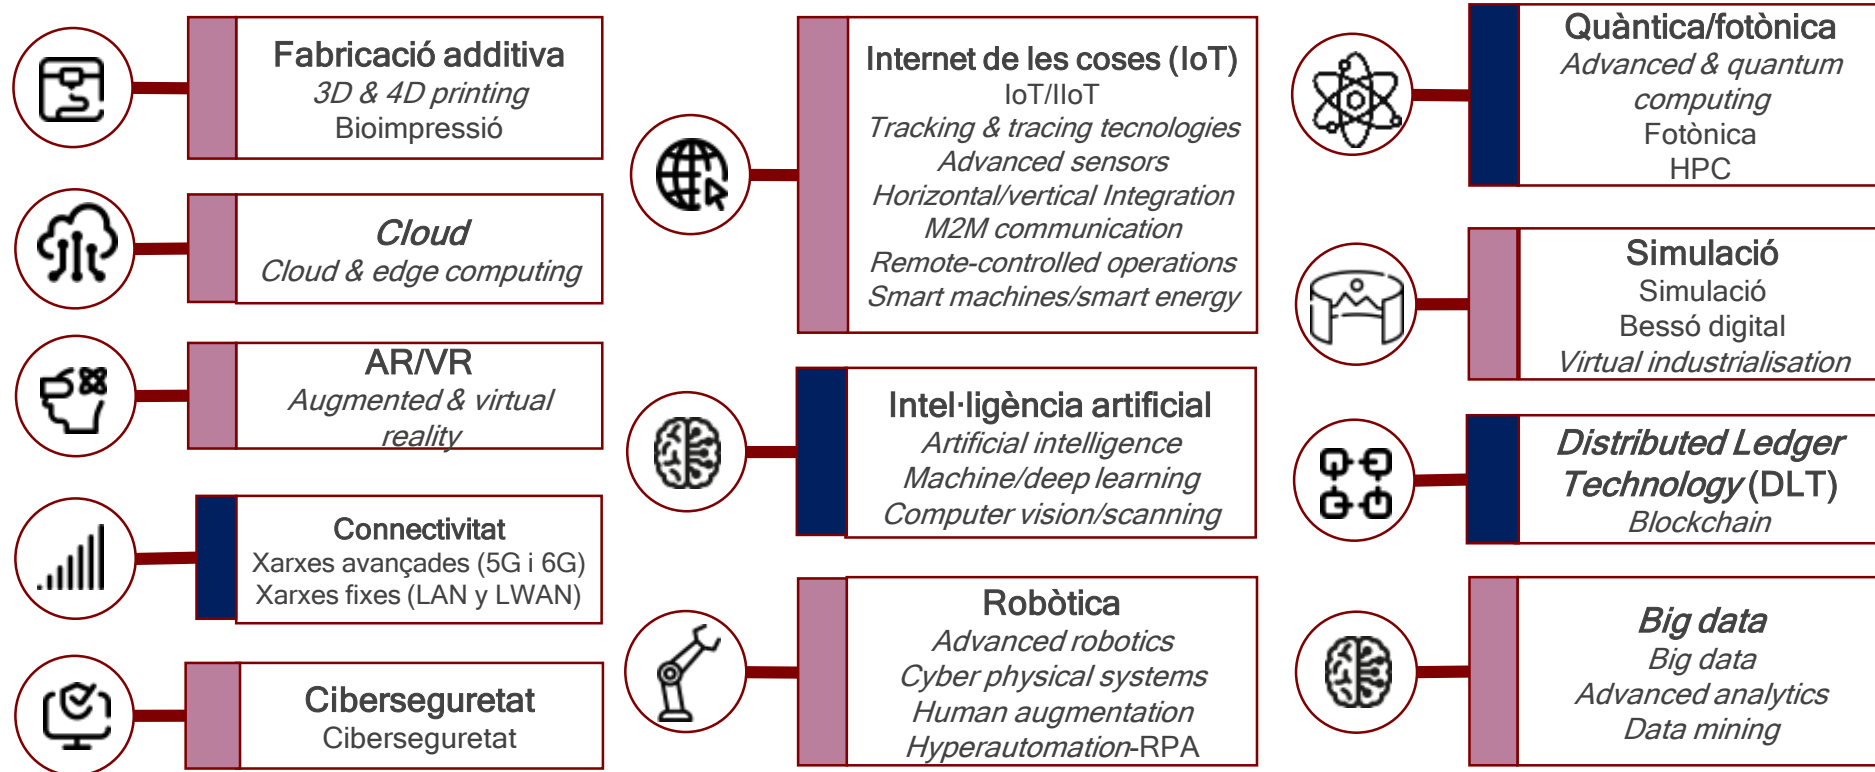 Fabricació additiva
3D & 4D printing
Bioimpressió
Cloud
Cloud & edge computing
AR/VR
Augmented & virtual
reality
Connectivitat
Xarxes avançades (5G i 6G)
Xarxes fixes (LAN y LWAN)
Ciberseguretat
Ciberseguretat
Internet de les coses (IoT)
IoT/IIoT
Tracking & tracing tecnologies
Advanced sensors
Horizontal/vertical Integration
M2M communication
Remote-controlled operations
Smart machines/smart energy
Intel·ligència artificial
Artificial intelligence
Machine/deep learning
Computer vision/scanning
Robòtica
Advanced robotics
Cyber physical systems
Human augmentation
Hyperautomation-RPA
Quàntica/fotònica
Advanced & quantum
computing
Fotònica
HPC
Simulació
Simulació
Bessó digital
Virtual industrialisation
Distributed Ledger
Technology (DLT)
Blockchain
Big data
Big data
Advanced analytics
Data mining